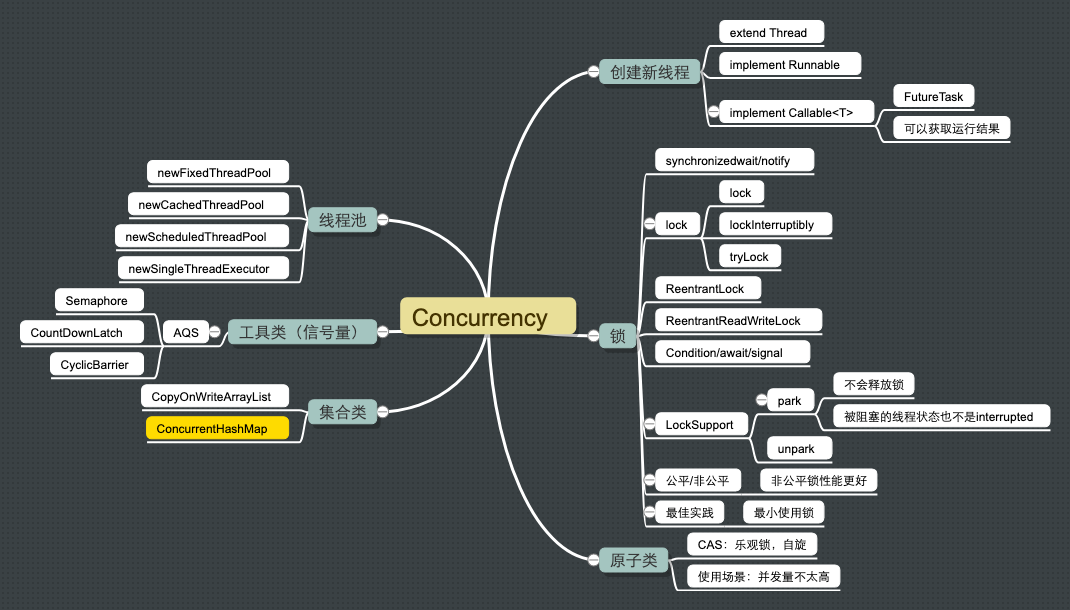 Concurrency
创建新线程
extend Thread
implement Runnable
implement Callable<T>
FutureTask
可以获取运行结果
锁
synchronizedwait/notify
lock
lock
lockInterruptibly
tryLock
ReentrantLock
ReentrantReadWriteLock
Condition/await/signal
LockSupport
park
不会释放锁
被阻塞的线程状态也不是interrupted
unpark
公平/非公平
非公平锁性能更好
最佳实践
最小使用锁
原子类
CAS：乐观锁，自旋
使用场景：并发量不太高
线程池
newFixedThreadPool
newCachedThreadPool
newScheduledThreadPool
newSingleThreadExecutor
工具类（信号量）
AQS
Semaphore
CountDownLatch
CyclicBarrier
集合类
CopyOnWriteArrayList
ConcurrentHashMap